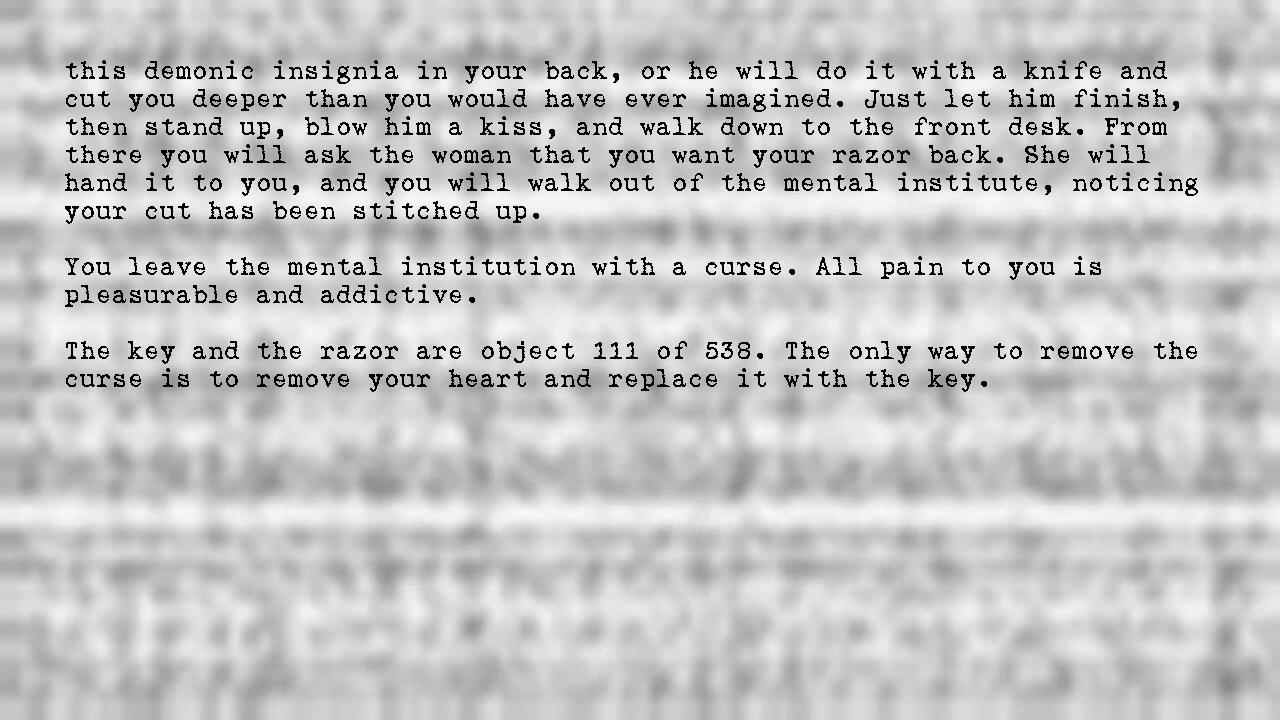 this demonic insignia in your back, or he will do it with a knife and
cut you deeper than you would have ever imagined. Just let him finish,
then stand up, blow him a kiss, and walk down to the front desk. From
there you will ask the woman that you want your razor back. She will
hand it to you, and you will walk out of the mental institute, noticing
your cut has been stitched up.
You leave the mental institution with a curse. All pain to you is
pleasurable and addictive.
The key and the razor are object 111 of 538. The only way to remove the
curse is to remove your heart and replace it with the key.